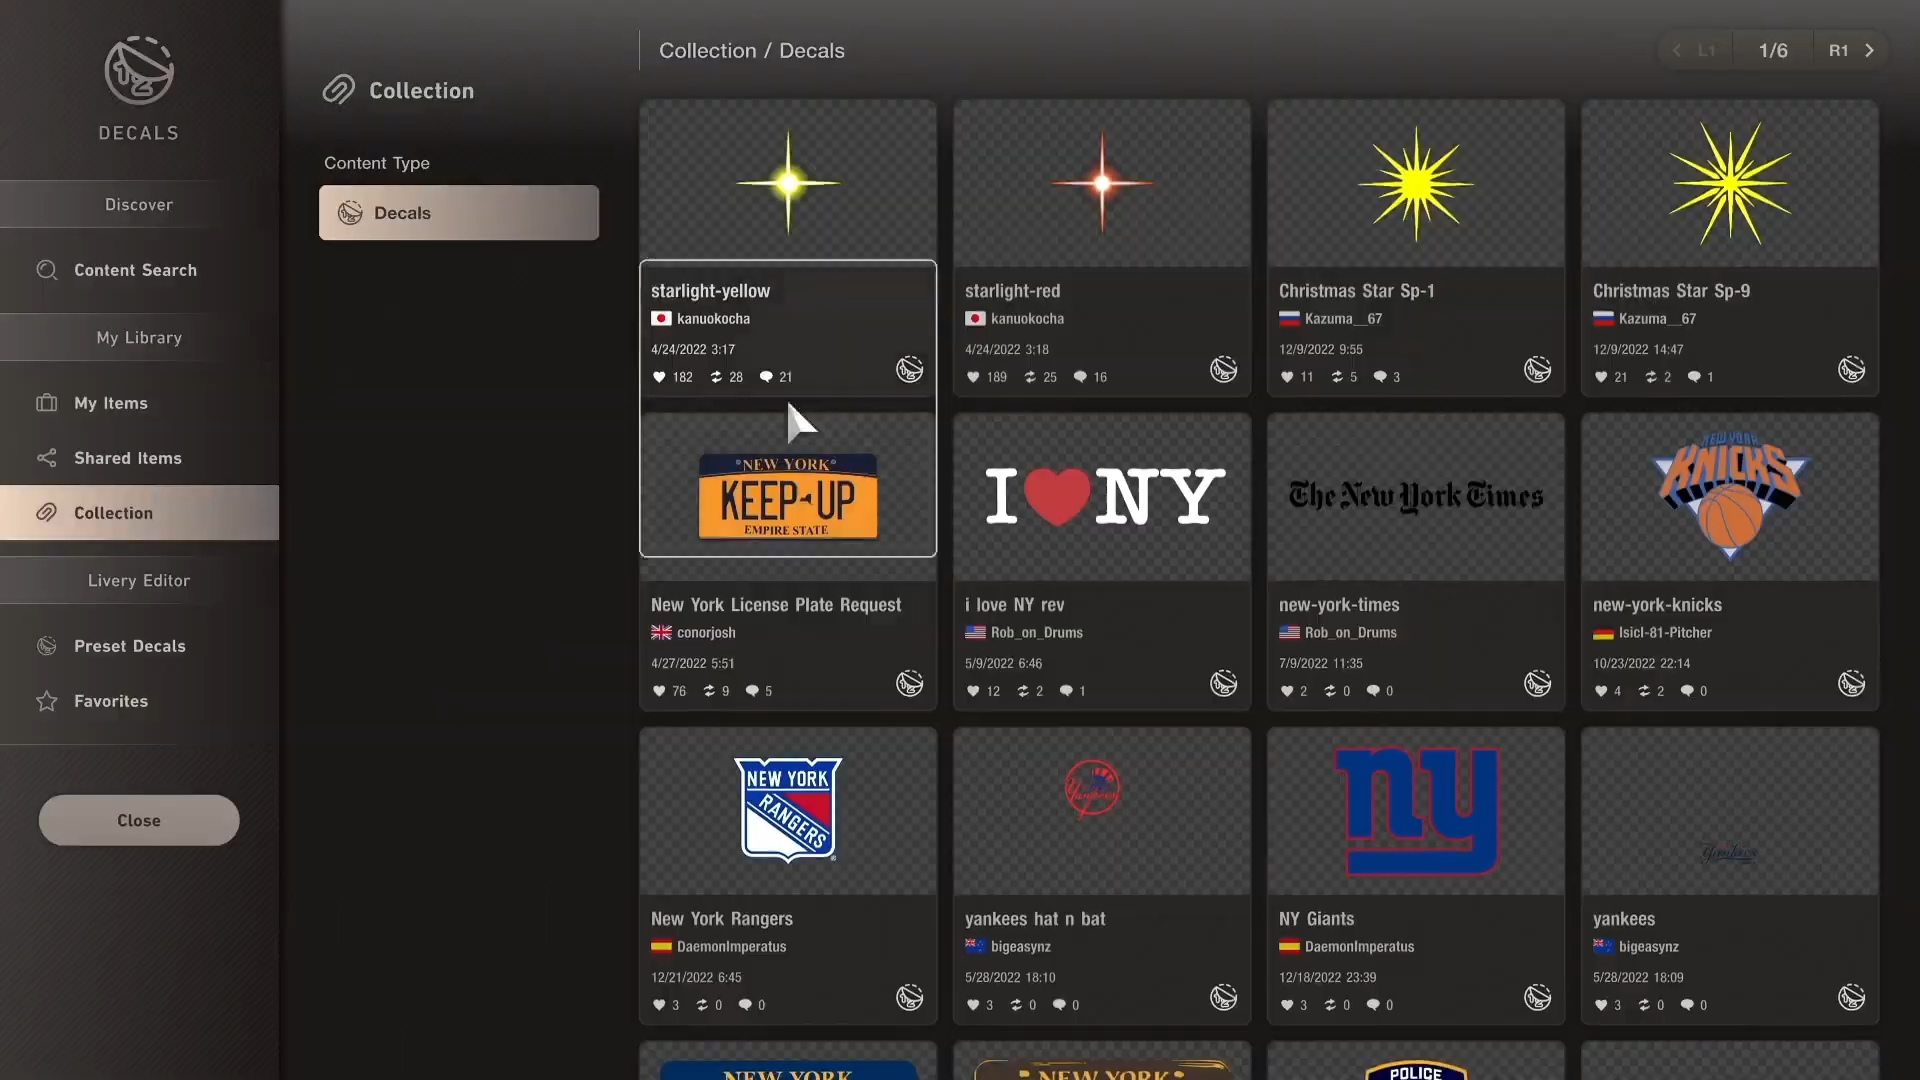 DECALS
Discover
Content Search
My Library
My Items
Shared Items
Collection
Livery Editor
Preset Decals
Favorites
Close
Collection
Content Type
Decals
Collection / Decals
L1 1/6 R1
starlight-yellow
kanuokocha
4/24/2022 3:17
182 28 21
starlight-red
kanuokocha
4/24/2022 3:18
189 25 16
Christmas Star Sp-1
Kazuma__67
12/9/2022 9:55
11 5 3
Christmas Star Sp-9
Kazuma__67
12/9/2022 14:47
21 2 1
NEW YORK
KEEP UP
EMPIRE STATE
New York License Plate Request
conorjosh
4/27/2022 5:51
76 9 5
I NY
i love NY rev
Rob_on_Drums
5/9/2022 6:46
12 2 1
The New York Times
new-york-times
Rob_on_Drums
7/9/2022 11:35
2 0 0
NEW YORK
KNICKS
new-york-knicks
Isicl-81-Pitcher
10/23/2022 22:14
4 2 0
NEW YORK
RANGERS
New York Rangers
DaemonImperatus
12/21/2022 6:45
3 0 0
Yankees
yankees hat n bat
bigeasynz
5/28/2022 18:10
3 0 0
ny
NY Giants
DaemonImperatus
12/18/2022 23:39
3 0 0
Yankees
yankees
bigeasynz
5/28/2022 18:09
3 0 0
NEW YORK
NEW YORK
POLICE